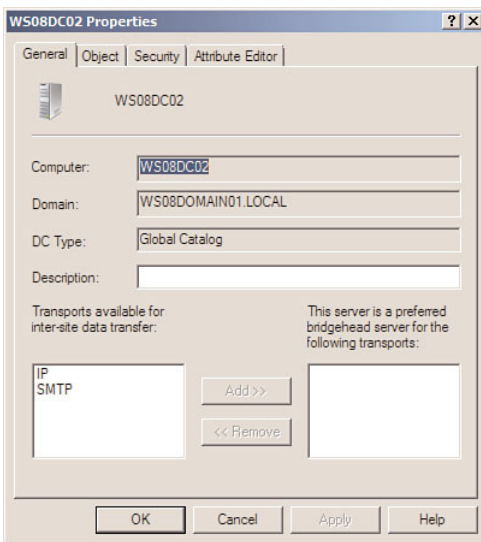 WS08DC02 Properties
General Object Security Attribute Editor
WS08DC02
Computer: WS08DC02
Domain: WS08DOMAIN01.LOCAL
DC Type: Global Catalog
Description:
Transports available for
inter-site data transfer:
This server is a preferred
bridgehead server for the
following transports:
IP
SMTP
Add >>
<< Remove
OK Cancel Apply Help